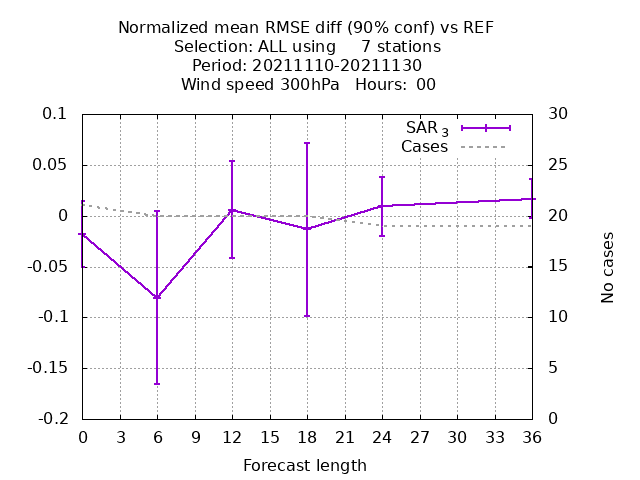 Normalized mean RMSE diff (90% conf) vs REF
Selection: ALL using 7 stations
Period: 20211110-20211130
Wind speed 300hPa Hours: 00
0.1
0.05
0
-0.05
-0.1
-0.15
-0.2
30
25
20
15
10
5
0
SAR 3
Cases
No cases
0 3 6 9 12 15 18 21 24 27 30 33 36
Forecast length